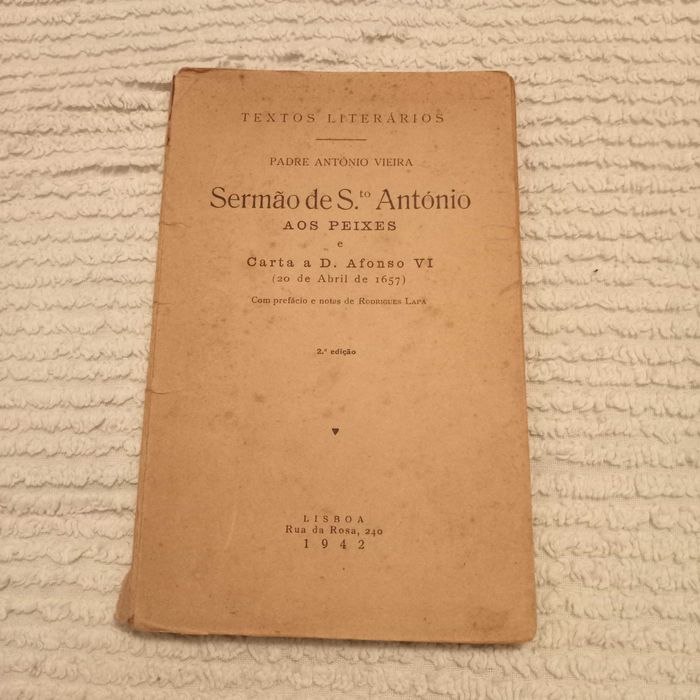 TEXTOS LITERÁRIOS
PADRE ANTÓNIO VIEIRA
Sermão de S.to António
AOS PEIXES
e
Carta a D. Afonso VI
(20 de Abril de 1657)
Com prefácio e notas de RODRIGUES LAPA
2.ª edição
LISBOA
Rua da Rosa, 240
1942